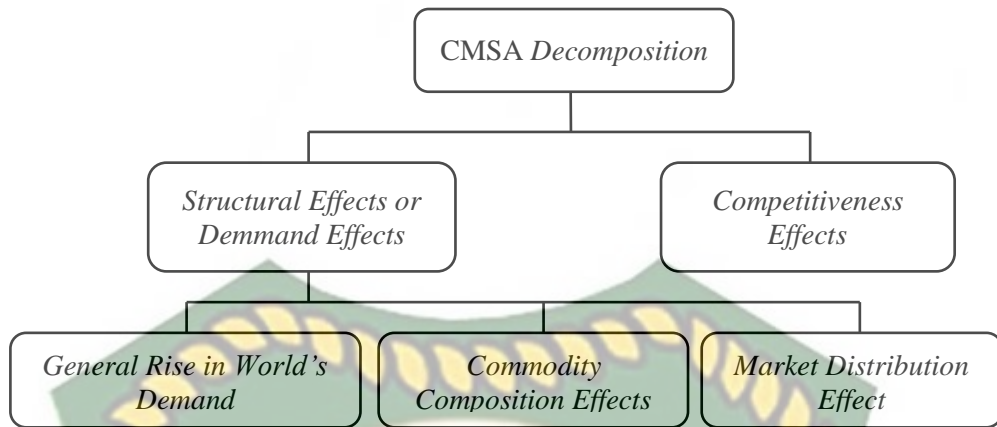 CMSA Decomposition
Structural Effects or
Demmand Effects
Competitiveness
Effects
General Rise in World’s
Demand
Commodity
Composition Effects
Market Distribution
Effect